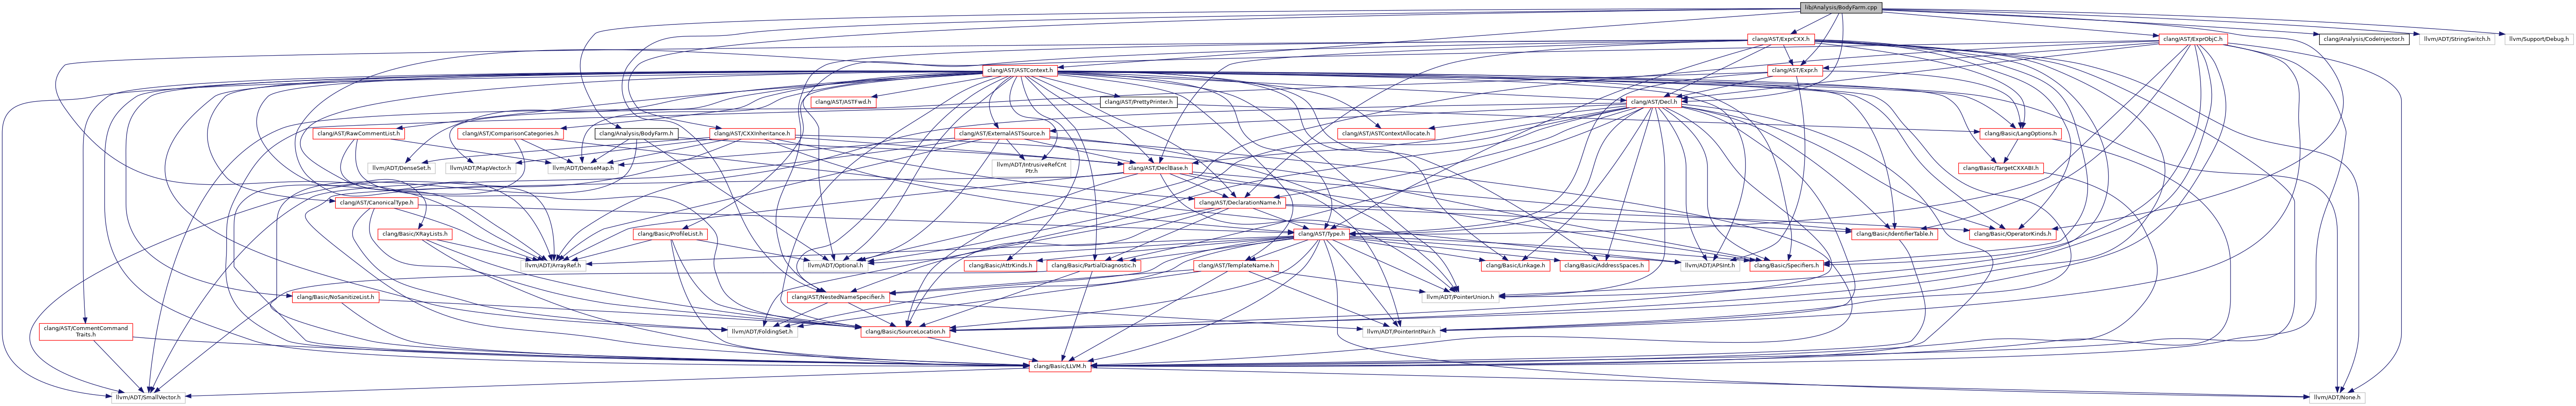 lib/Analysis/BodyFarm.cpp
clang/AST/ExprCXX.h
clang/AST/ExprObjC.h
clang/Analysis/CodeInjector.h
llvm/ADT/StringSwitch.h
llvm/Support/Debug.h
clang/AST/ASTContext.h
clang/AST/Expr.h
clang/AST/ASTFwd.h
clang/AST/PrettyPrinter.h
clang/AST/Decl.h
clang/AST/RawCommentList.h
clang/AST/ComparisonCategories.h
clang/Analysis/BodyFarm.h
clang/AST/CXXInheritance.h
clang/AST/ExternalASTSource.h
clang/AST/ASTContextAllocate.h
clang/Basic/LangOptions.h
llvm/ADT/DenseSet.h
llvm/ADT/MapVector.h
llvm/ADT/DenseMap.h
llvm/ADT/IntrusiveRefCnt
Ptr.h
clang/AST/DeclBase.h
clang/Basic/TargetCXXABI.h
clang/AST/CanonicalType.h
clang/AST/DeclarationName.h
clang/Basic/XRayLists.h
clang/Basic/ProfileList.h
clang/AST/Type.h
clang/Basic/IdentifierTable.h
clang/Basic/OperatorKinds.h
llvm/ADT/ArrayRef.h
llvm/ADT/Optional.h
clang/Basic/AttrKinds.h
clang/Basic/PartialDiagnostic.h
clang/AST/TemplateName.h
clang/Basic/Linkage.h
clang/Basic/AddressSpaces.h
llvm/ADT/APSInt.h
clang/Basic/Specifiers.h
clang/Basic/NoSanitizeList.h
clang/AST/NestedNameSpecifier.h
llvm/ADT/PointerUnion.h
clang/AST/CommentCommand
Traits.h
llvm/ADT/FoldingSet.h
clang/Basic/SourceLocation.h
llvm/ADT/PointerIntPair.h
clang/Basic/LLVM.h
llvm/ADT/SmallVector.h
llvm/ADT/None.h